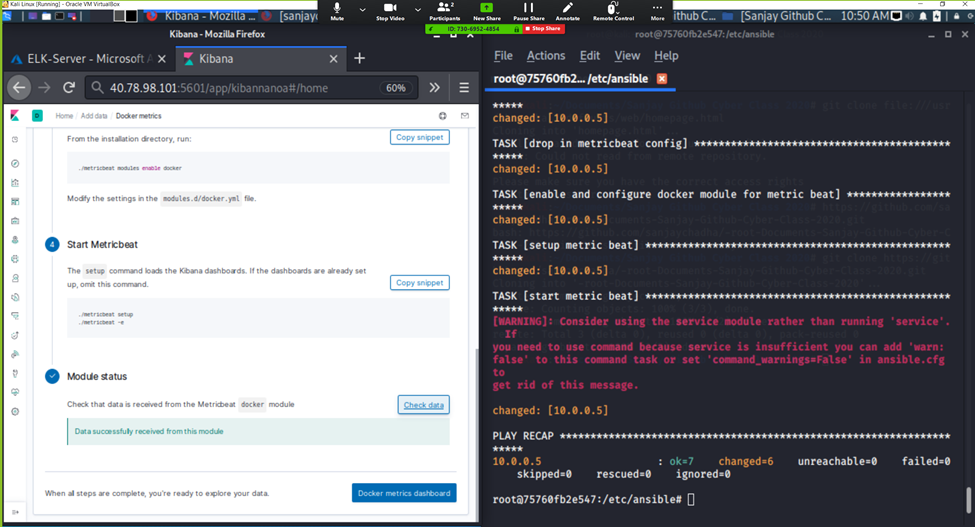 Kali Linux [Running] - Oracle VM VirtualBox
Mute
Stop Video
Participants
2
New Share
Pause Share
Annotate
Remote Control
More
Kibana - Mozilla ...
[sanjay
ithub C...
[Sanjay Github C...
10:50 AM
ID: 730-6952-4854
Stop Share
Kibana - Mozilla Firefox
ELK-Server - Microsoft A
Kibana
40.78.98.101:5601/app/kibannanoa#/home
60%
D
Home
Add data
Docker metrics
From the installation directory, run:
Copy snippet
./metricbeat modules enable docker
Modify the settings in the modules.d/docker.yml file.
4
Start Metricbeat
The setup command loads the Kibana dashboards. If the dashboards are already set
up, omit this command.
Copy snippet
./metricbeat setup
./metricbeat -e
Module status
Check that data is received from the Metricbeat docker module
Check data
Data successfully received from this module
When all steps are complete, you're ready to explore your data.
Docker metrics dashboard
root@75760fb2e547: /etc/ansible
File Actions Edit View Help
root@75760fb2... /etc/ansible
*****
changed: [10.0.0.5]
TASK [drop in metricbeat config] ****************************************
*****
changed: [10.0.0.5]
TASK [enable and configure docker module for metric beat] ****************
*****
changed: [10.0.0.5]
TASK [setup metric beat] ************************************************
*****
changed: [10.0.0.5]
TASK [start metric beat] ************************************************
*****
[WARNING]: Consider using the service module rather than running 'service'.
If
you need to use command because service is insufficient you can add 'warn:
false' to this command task or set 'command_warnings=False' in ansible.cfg
to
get rid of this message.
changed: [10.0.0.5]
PLAY RECAP **************************************************************
*****
10.0.0.5 : ok=7 changed=6 unreachable=0 failed=0
skipped=0 rescued=0 ignored=0
root@75760fb2e547:/etc/ansible#